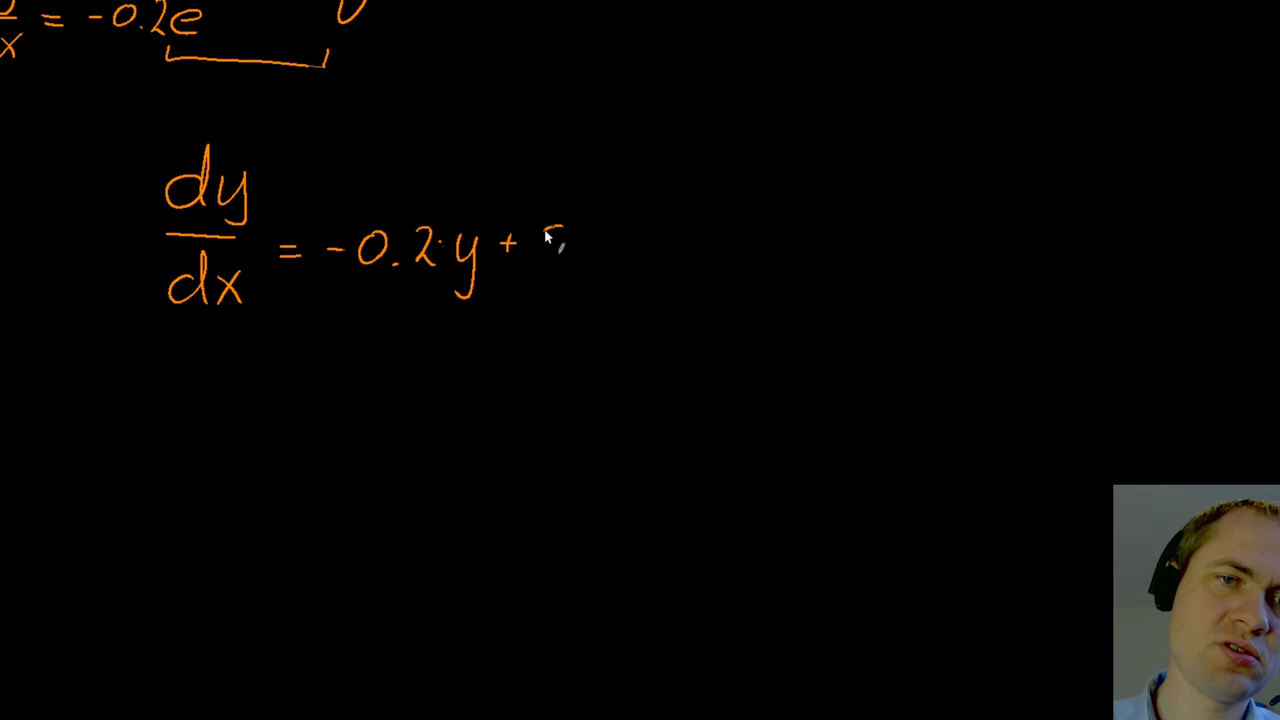 x = -0.2e
dy
dx = -0.2·y +